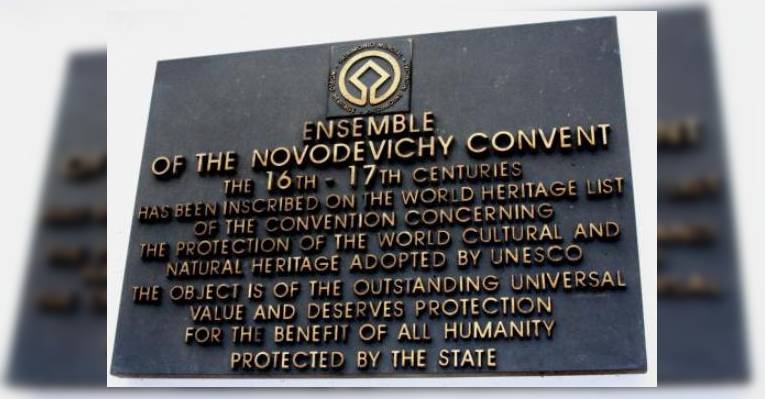 ENSEMBLE
OF THE NOVODEVICHY CONVENT
THE 16TH - 17TH CENTURIES
HAS BEEN INSCRIBED ON THE WORLD HERITAGE LIST
OF THE CONVENTION CONCERNING
THE PROTECTION OF THE WORLD CULTURAL AND
NATURAL HERITAGE ADOPTED BY UNESCO
THE OBJECT IS OF THE OUTSTANDING UNIVERSAL
VALUE AND DESERVES PROTECTION
FOR THE BENEFIT OF ALL HUMANITY
PROTECTED BY THE STATE